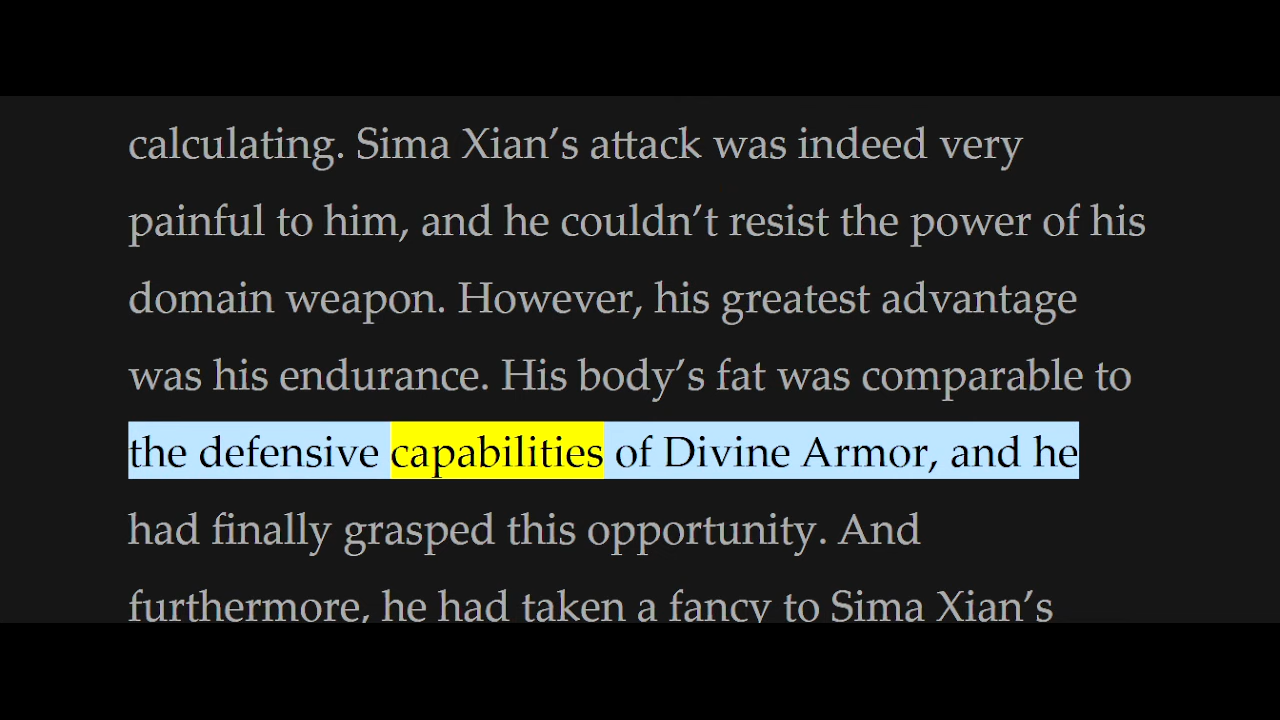 calculating. Sima Xian’s attack was indeed very
painful to him, and he couldn’t resist the power of his
domain weapon. However, his greatest advantage
was his endurance. His body’s fat was comparable to
the defensive capabilities of Divine Armor, and he
had finally grasped this opportunity. And
furthermore, he had taken a fancy to Sima Xian’s